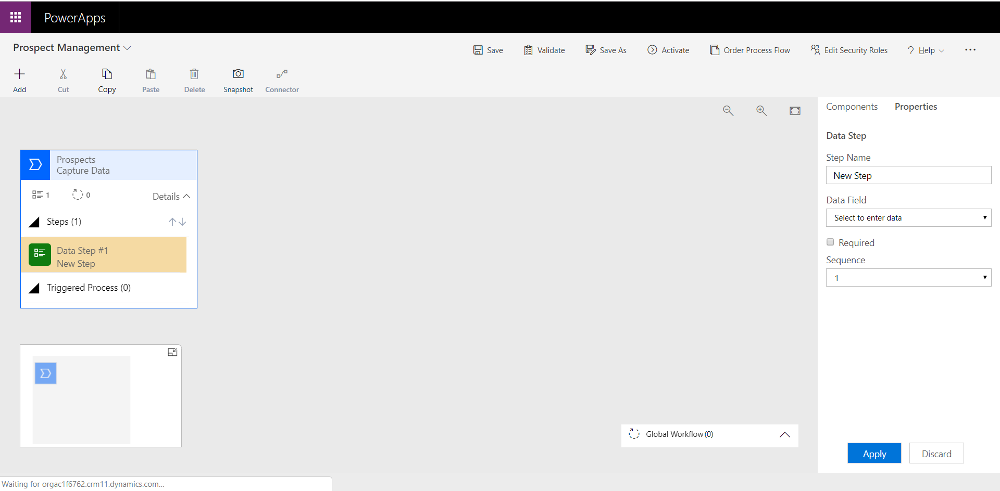 PowerApps
Prospect Management
Save
Validate
Save As
Activate
Order Process Flow
Edit Security Roles
? Help
...
Add
Cut
Copy
Paste
Delete
Snapshot
Connector
Components
Properties
Data Step
Step Name
New Step
Data Field
Select to enter data
Required
Sequence
1
Prospects
Capture Data
1
0
Details
Steps (1)
Data Step #1
New Step
Triggered Process (0)
Global Workflow (0)
Apply
Discard
Waiting for orgac1f6762.crm11.dynamics.com...